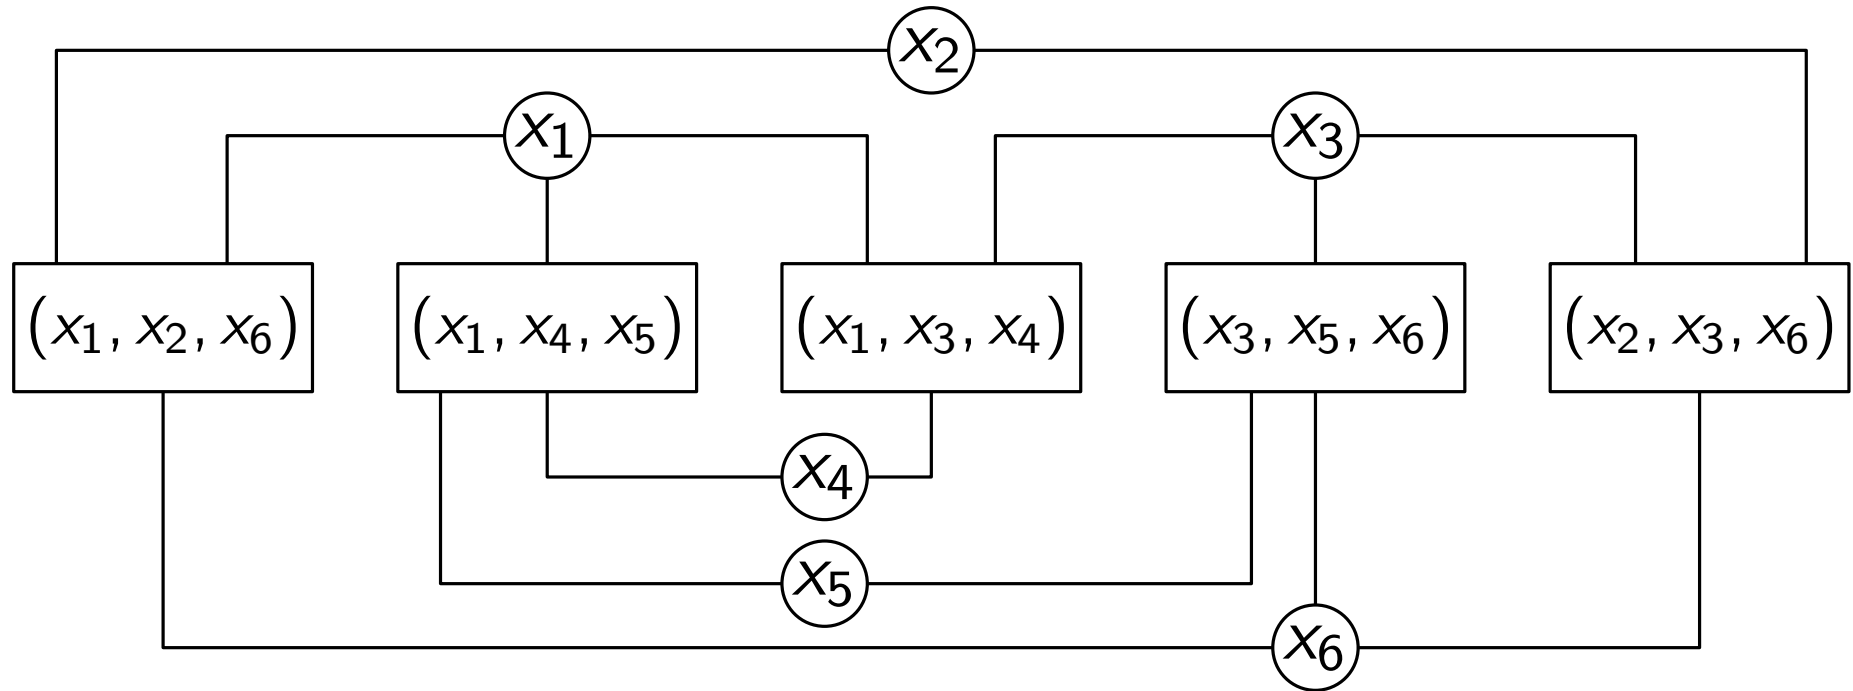 x₂
x₁ x₃
(x₁, x₂, x₆) (x₁, x₄, x₅) (x₁, x₃, x₄) (x₃, x₅, x₆) (x₂, x₃, x₆)
x₄
x₅
x₆